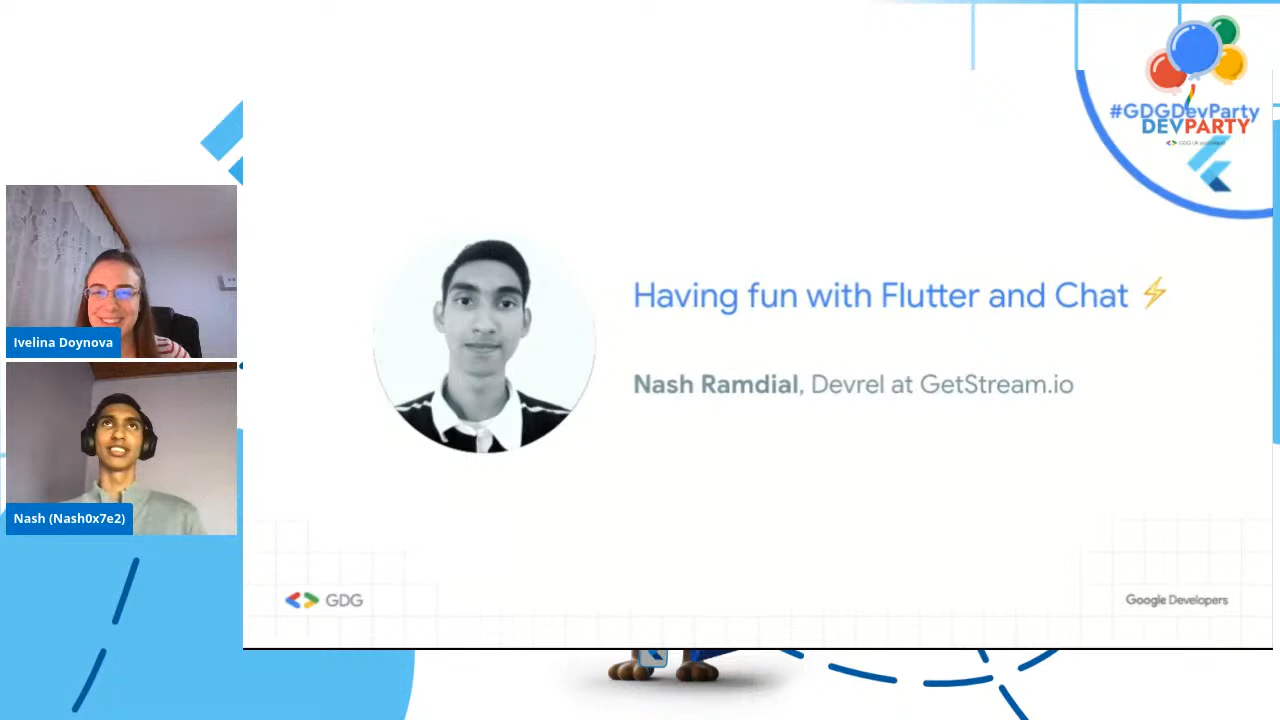 #GDGDevParty
DEVPARTY
Having fun with Flutter and Chat ⚡
Nash Ramdial, Devrel at GetStream.io
Ivelina Doynova
Nash (Nash0x7e2)
GDG
Google Developers